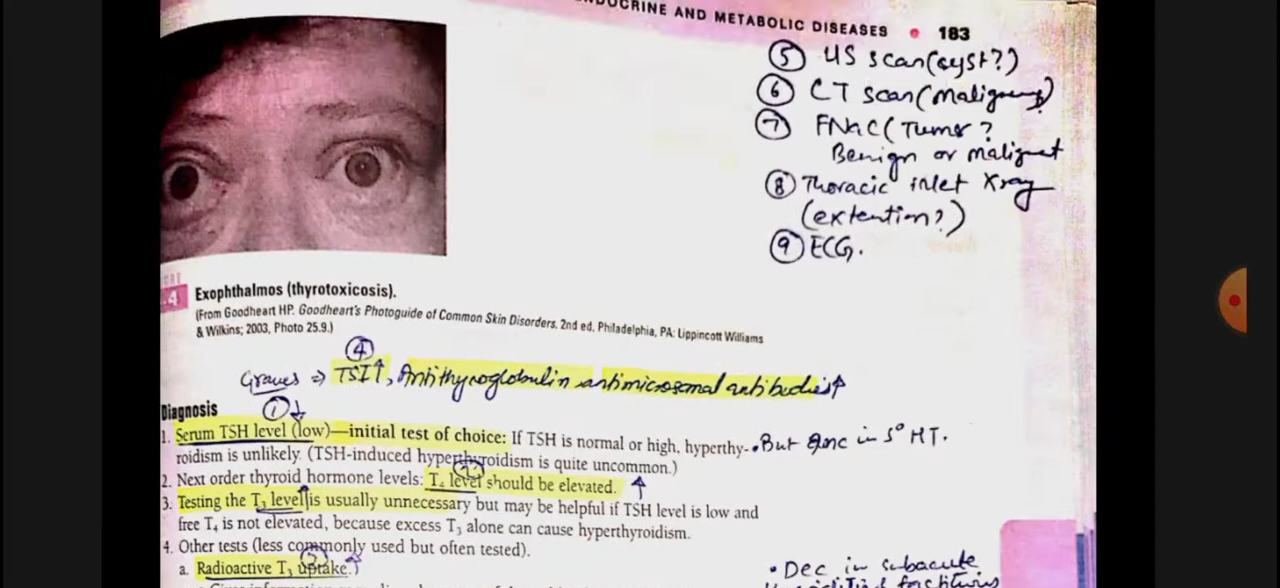 ENDOCRINE AND METABOLIC DISEASES • 183
⑤ US scan(cyst?)
⑥ CT scan(malignancy)
⑦ FNAC(Tumor?
Benign or malignant
⑧ Thoracic inlet Xray
(extention?)
⑨ ECG.
.4 Exophthalmos (thyrotoxicosis).
(From Goodheart HP. Goodheart's Photoguide of Common Skin Disorders. 2nd ed. Philadelphia, PA: Lippincott Williams
& Wilkins; 2003, Photo 25.9.)
④
Graves ⇒ TSI↑, Antithyroglobulin antimicrosomal antibodies↑
Diagnosis ①↓
1. Serum TSH level (low)—initial test of choice: If TSH is normal or high, hyperthy-
roidism is unlikely. (TSH-induced hyperthyroidism is quite uncommon.)
•But in 5° HT.
2. Next order thyroid hormone levels: T₄ level should be elevated. ↑
3. Testing the T₃ level is usually unnecessary but may be helpful if TSH level is low and
free T₄ is not elevated, because excess T₃ alone can cause hyperthyroidism.
4. Other tests (less commonly used but often tested).
a. Radioactive T₃ uptake.
• Dec in subacute